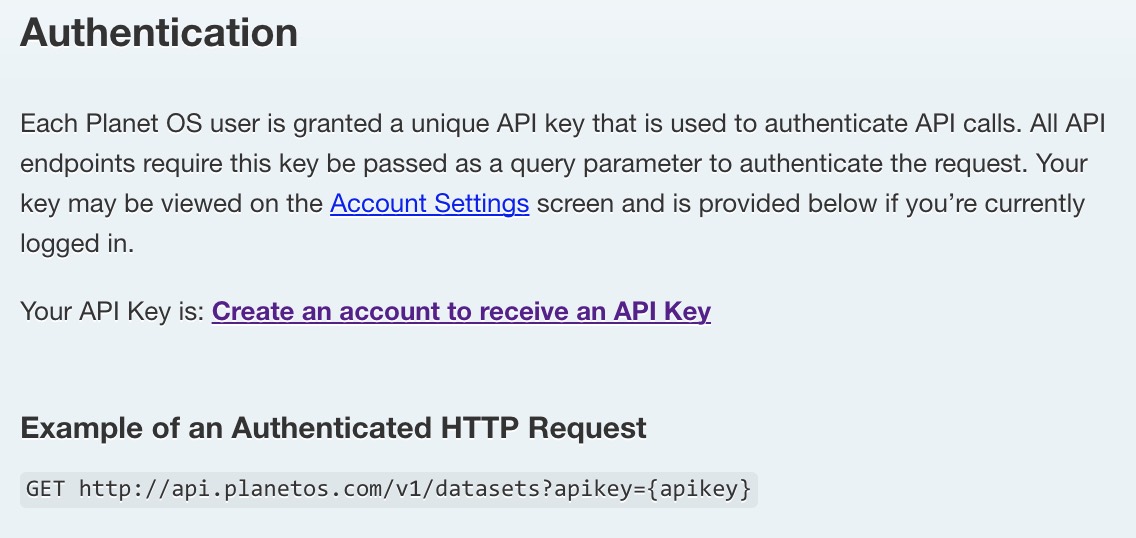 Authentication
Each Planet OS user is granted a unique API key that is used to authenticate API calls. All API
endpoints require this key be passed as a query parameter to authenticate the request. Your
key may be viewed on the Account Settings screen and is provided below if you’re currently
logged in.
Your API Key is: Create an account to receive an API Key
Example of an Authenticated HTTP Request
GET http://api.planetos.com/v1/datasets?apikey={apikey}